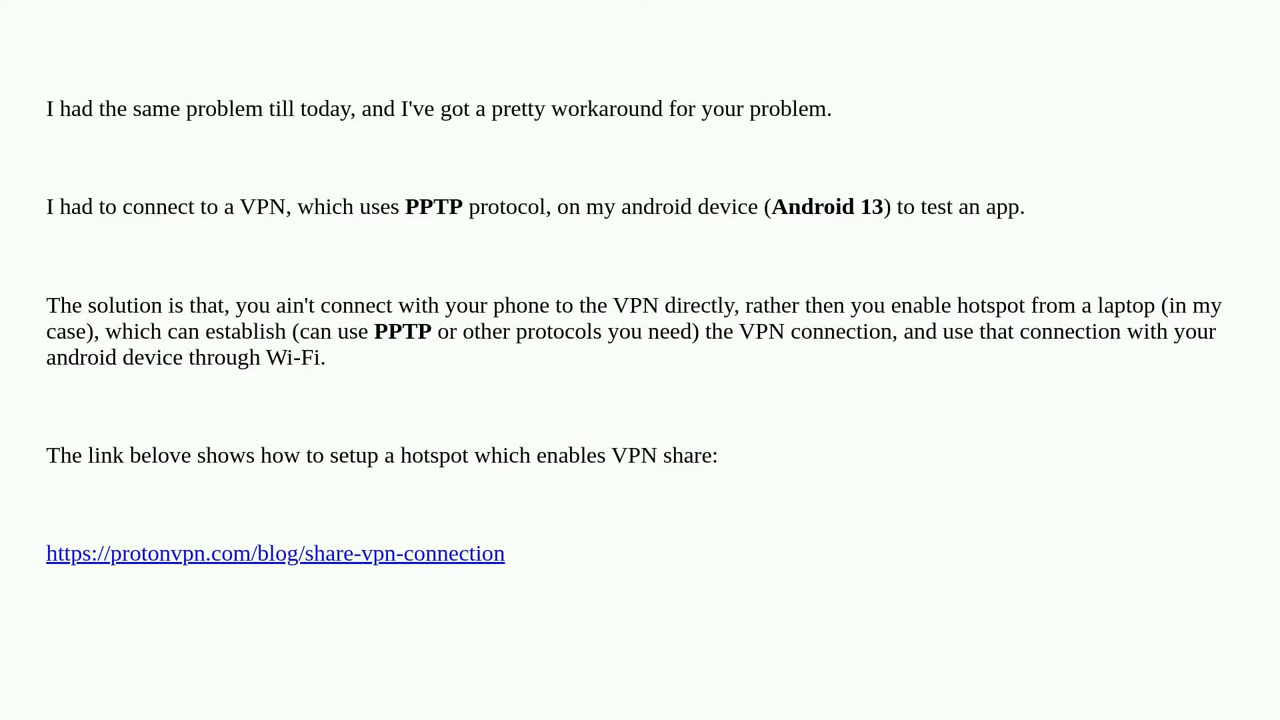 I had the same problem till today, and I've got a pretty workaround for your problem.
I had to connect to a VPN, which uses PPTP protocol, on my android device (Android 13) to test an app.
The solution is that, you ain't connect with your phone to the VPN directly, rather then you enable hotspot from a laptop (in my
case), which can establish (can use PPTP or other protocols you need) the VPN connection, and use that connection with your
android device through Wi-Fi.
The link belove shows how to setup a hotspot which enables VPN share:
https://protonvpn.com/blog/share-vpn-connection